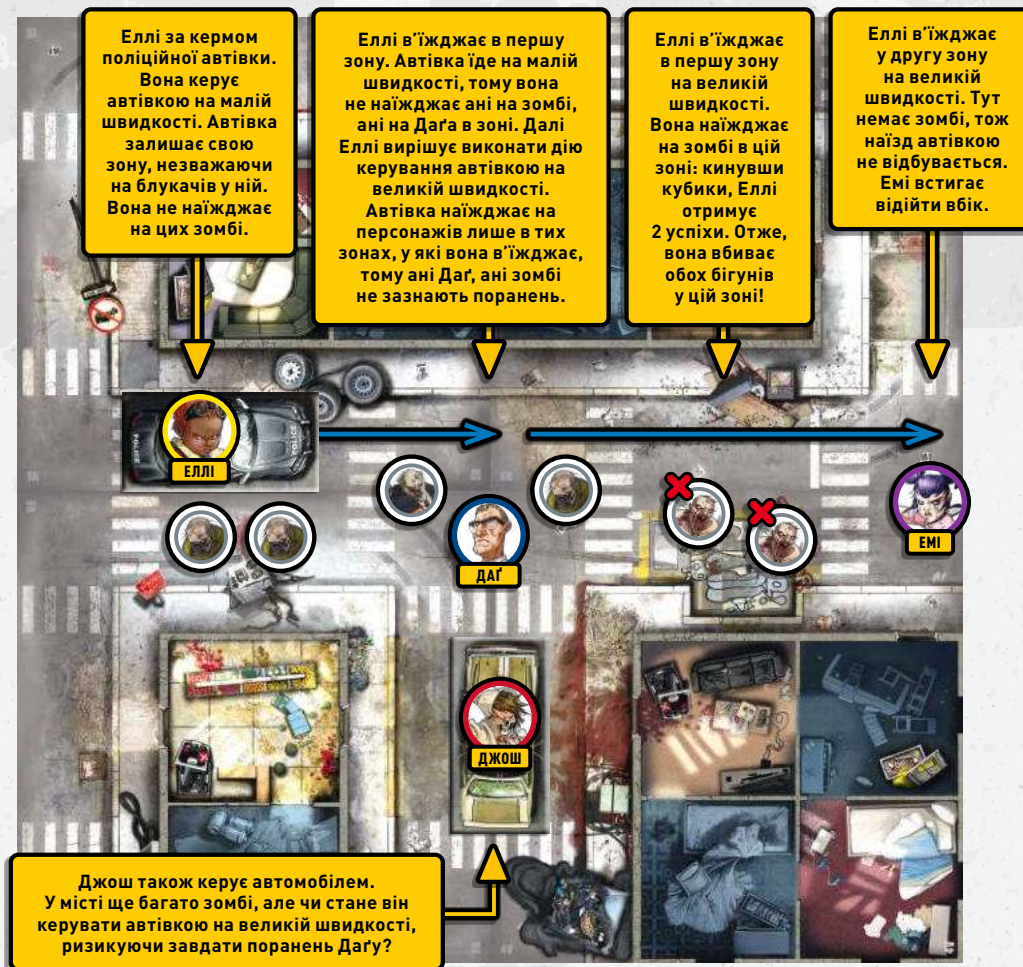 Еллі за кермом
поліційної автівки.
Вона керує
автівкою на малій
швидкості. Автівка
залишає свою
зону, незважаючи
на блукачів у ній.
Вона не наїжджає
на цих зомбі.
Еллі в’їжджає в першу
зону. Автівка їде на малій
швидкості, тому вона
не наїжджає ані на зомбі,
ані на Даґа в зоні. Далі
Еллі вирішує виконати дію
керування автівкою на
великій швидкості.
Автівка наїжджає на
персонажів лише в тих
зонах, у які вона в’їжджає,
тому ані Даґ, ані зомбі
не зазнають поранень.
Еллі в’їжджає
в першу зону
на великій
швидкості.
Вона наїжджає
на зомбі в цій
зоні: кинувши
кубики, Еллі
отримує
2 успіхи. Отже,
вона вбиває
обох бігунів
у цій зоні!
Еллі в’їжджає
у другу зону
на великій
швидкості. Тут
немає зомбі, тож
наїзд автівкою
не відбувається.
Емі встигає
відійти вбік.
POLICE
POLICE
ЕЛЛІ
ДАҐ
ЕМІ
ДЖОШ
Джош також керує автомобілем.
У місті ще багато зомбі, але чи стане він
керувати автівкою на великій швидкості,
ризикуючи завдати поранень Даґу?